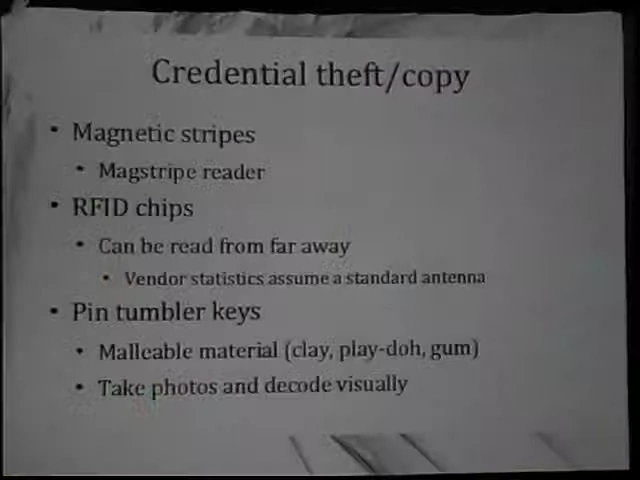 Credential theft/copy
• Magnetic stripes
• Magstripe reader
• RFID chips
• Can be read from far away
• Vendor statistics assume a standard antenna
• Pin tumbler keys
• Malleable material (clay, play-doh, gum)
• Take photos and decode visually